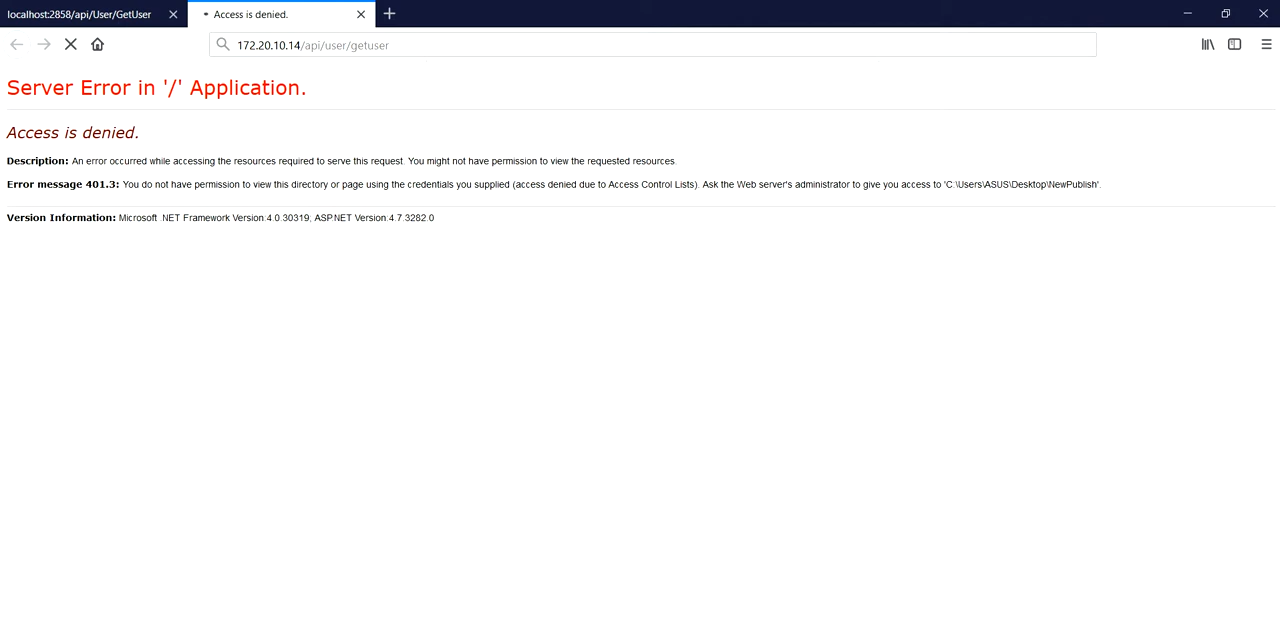 localhost:2858/api/User/GetUser
Access is denied.
172.20.10.14/api/user/getuser
Server Error in '/' Application.
Access is denied.
Description: An error occurred while accessing the resources required to serve this request. You might not have permission to view the requested resources.
Error message 401.3: You do not have permission to view this directory or page using the credentials you supplied (access denied due to Access Control Lists). Ask the Web server's administrator to give you access to 'C:\Users\ASUS\Desktop\NewPublish'.
Version Information: Microsoft .NET Framework Version:4.0.30319; ASP.NET Version:4.7.3282.0